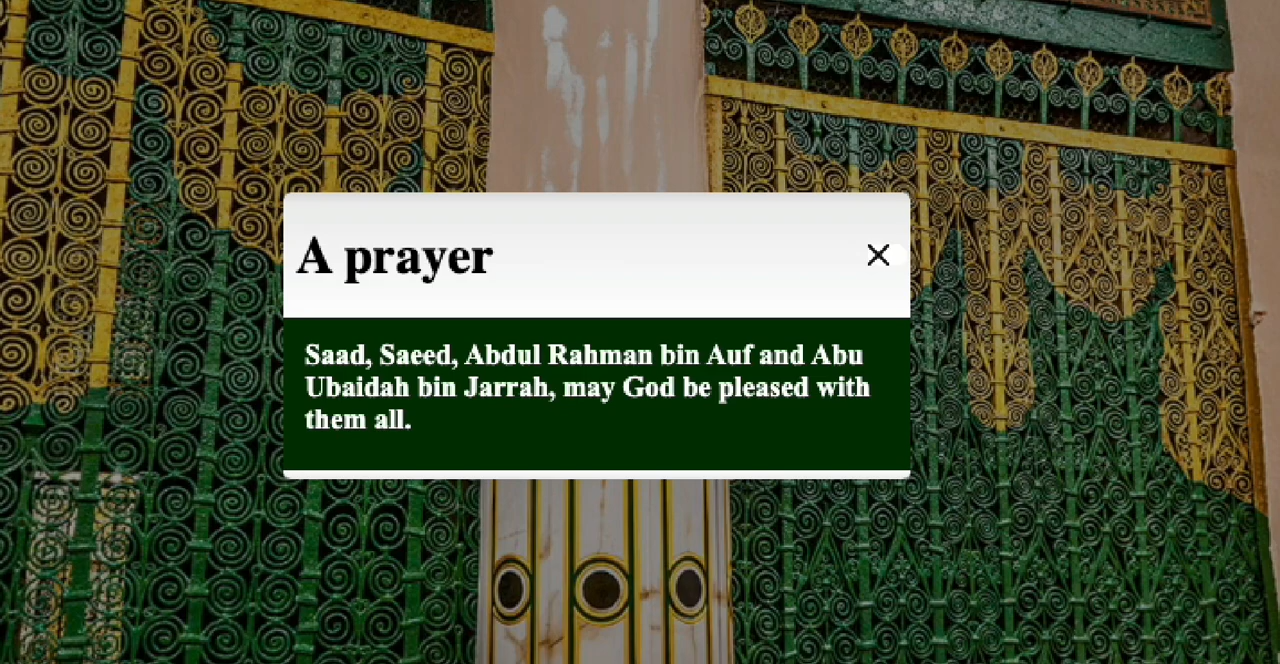 A prayer
Saad, Saeed, Abdul Rahman bin Auf and Abu
Ubaidah bin Jarrah, may God be pleased with
them all.